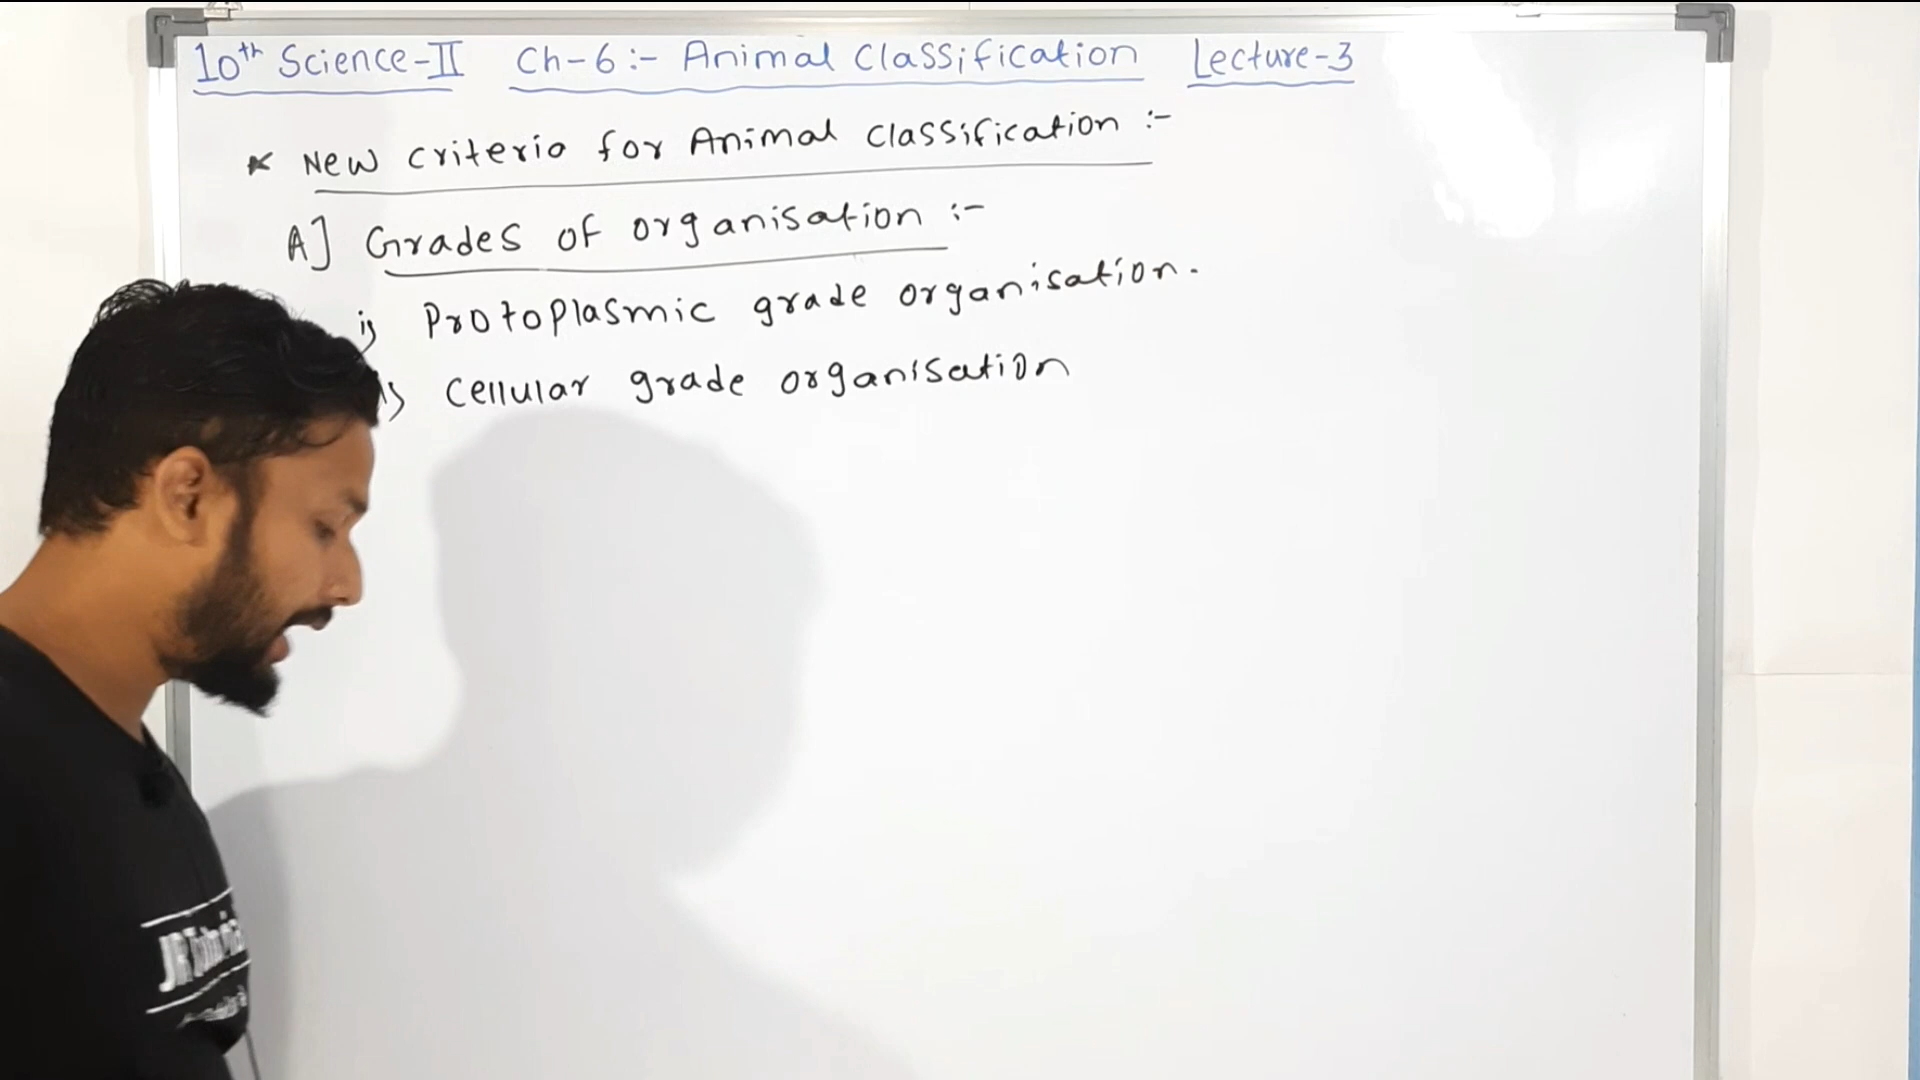 10th Science-II Ch-6:- Animal Classification Lecture-3
* New criteria for Animal classification :-
A] Grades of organisation :-
i) Protoplasmic grade organisation.
cellular grade organisation